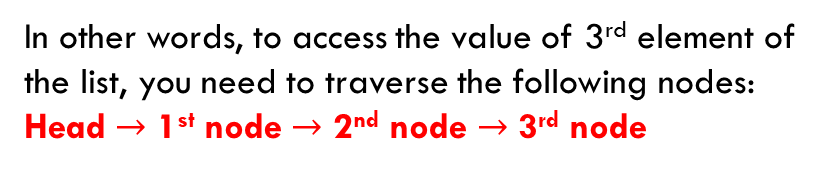 In other words, to access the value of 3rd element of
the list, you need to traverse the following nodes:
Head → 1st node → 2nd node → 3rd node